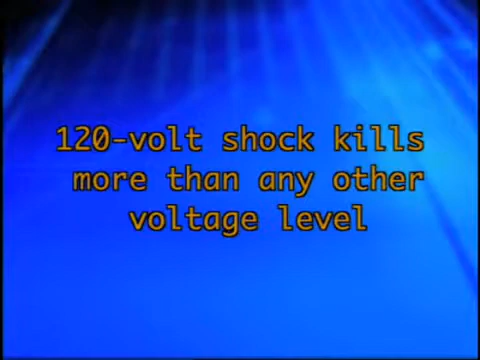 120-volt shock kills
more than any other
voltage level